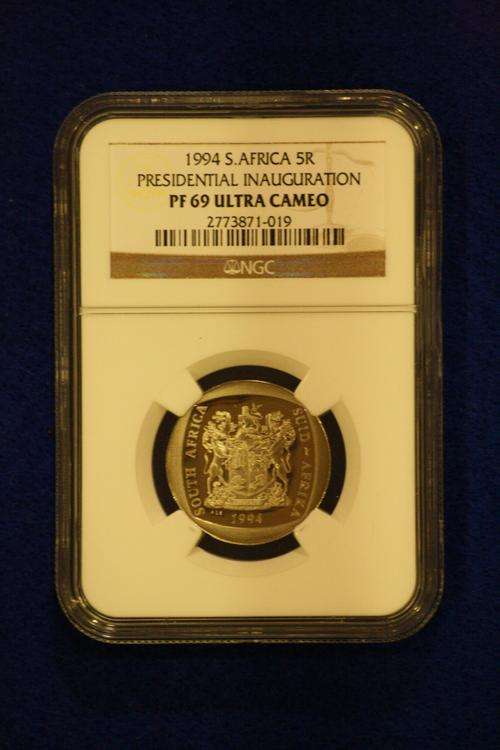 1994 S.AFRICA 5R
PRESIDENTIAL INAUGURATION
PF 69 ULTRA CAMEO
2773871-019
NGC
SOUTH AFRICA
SUID-AFRIKA
1994